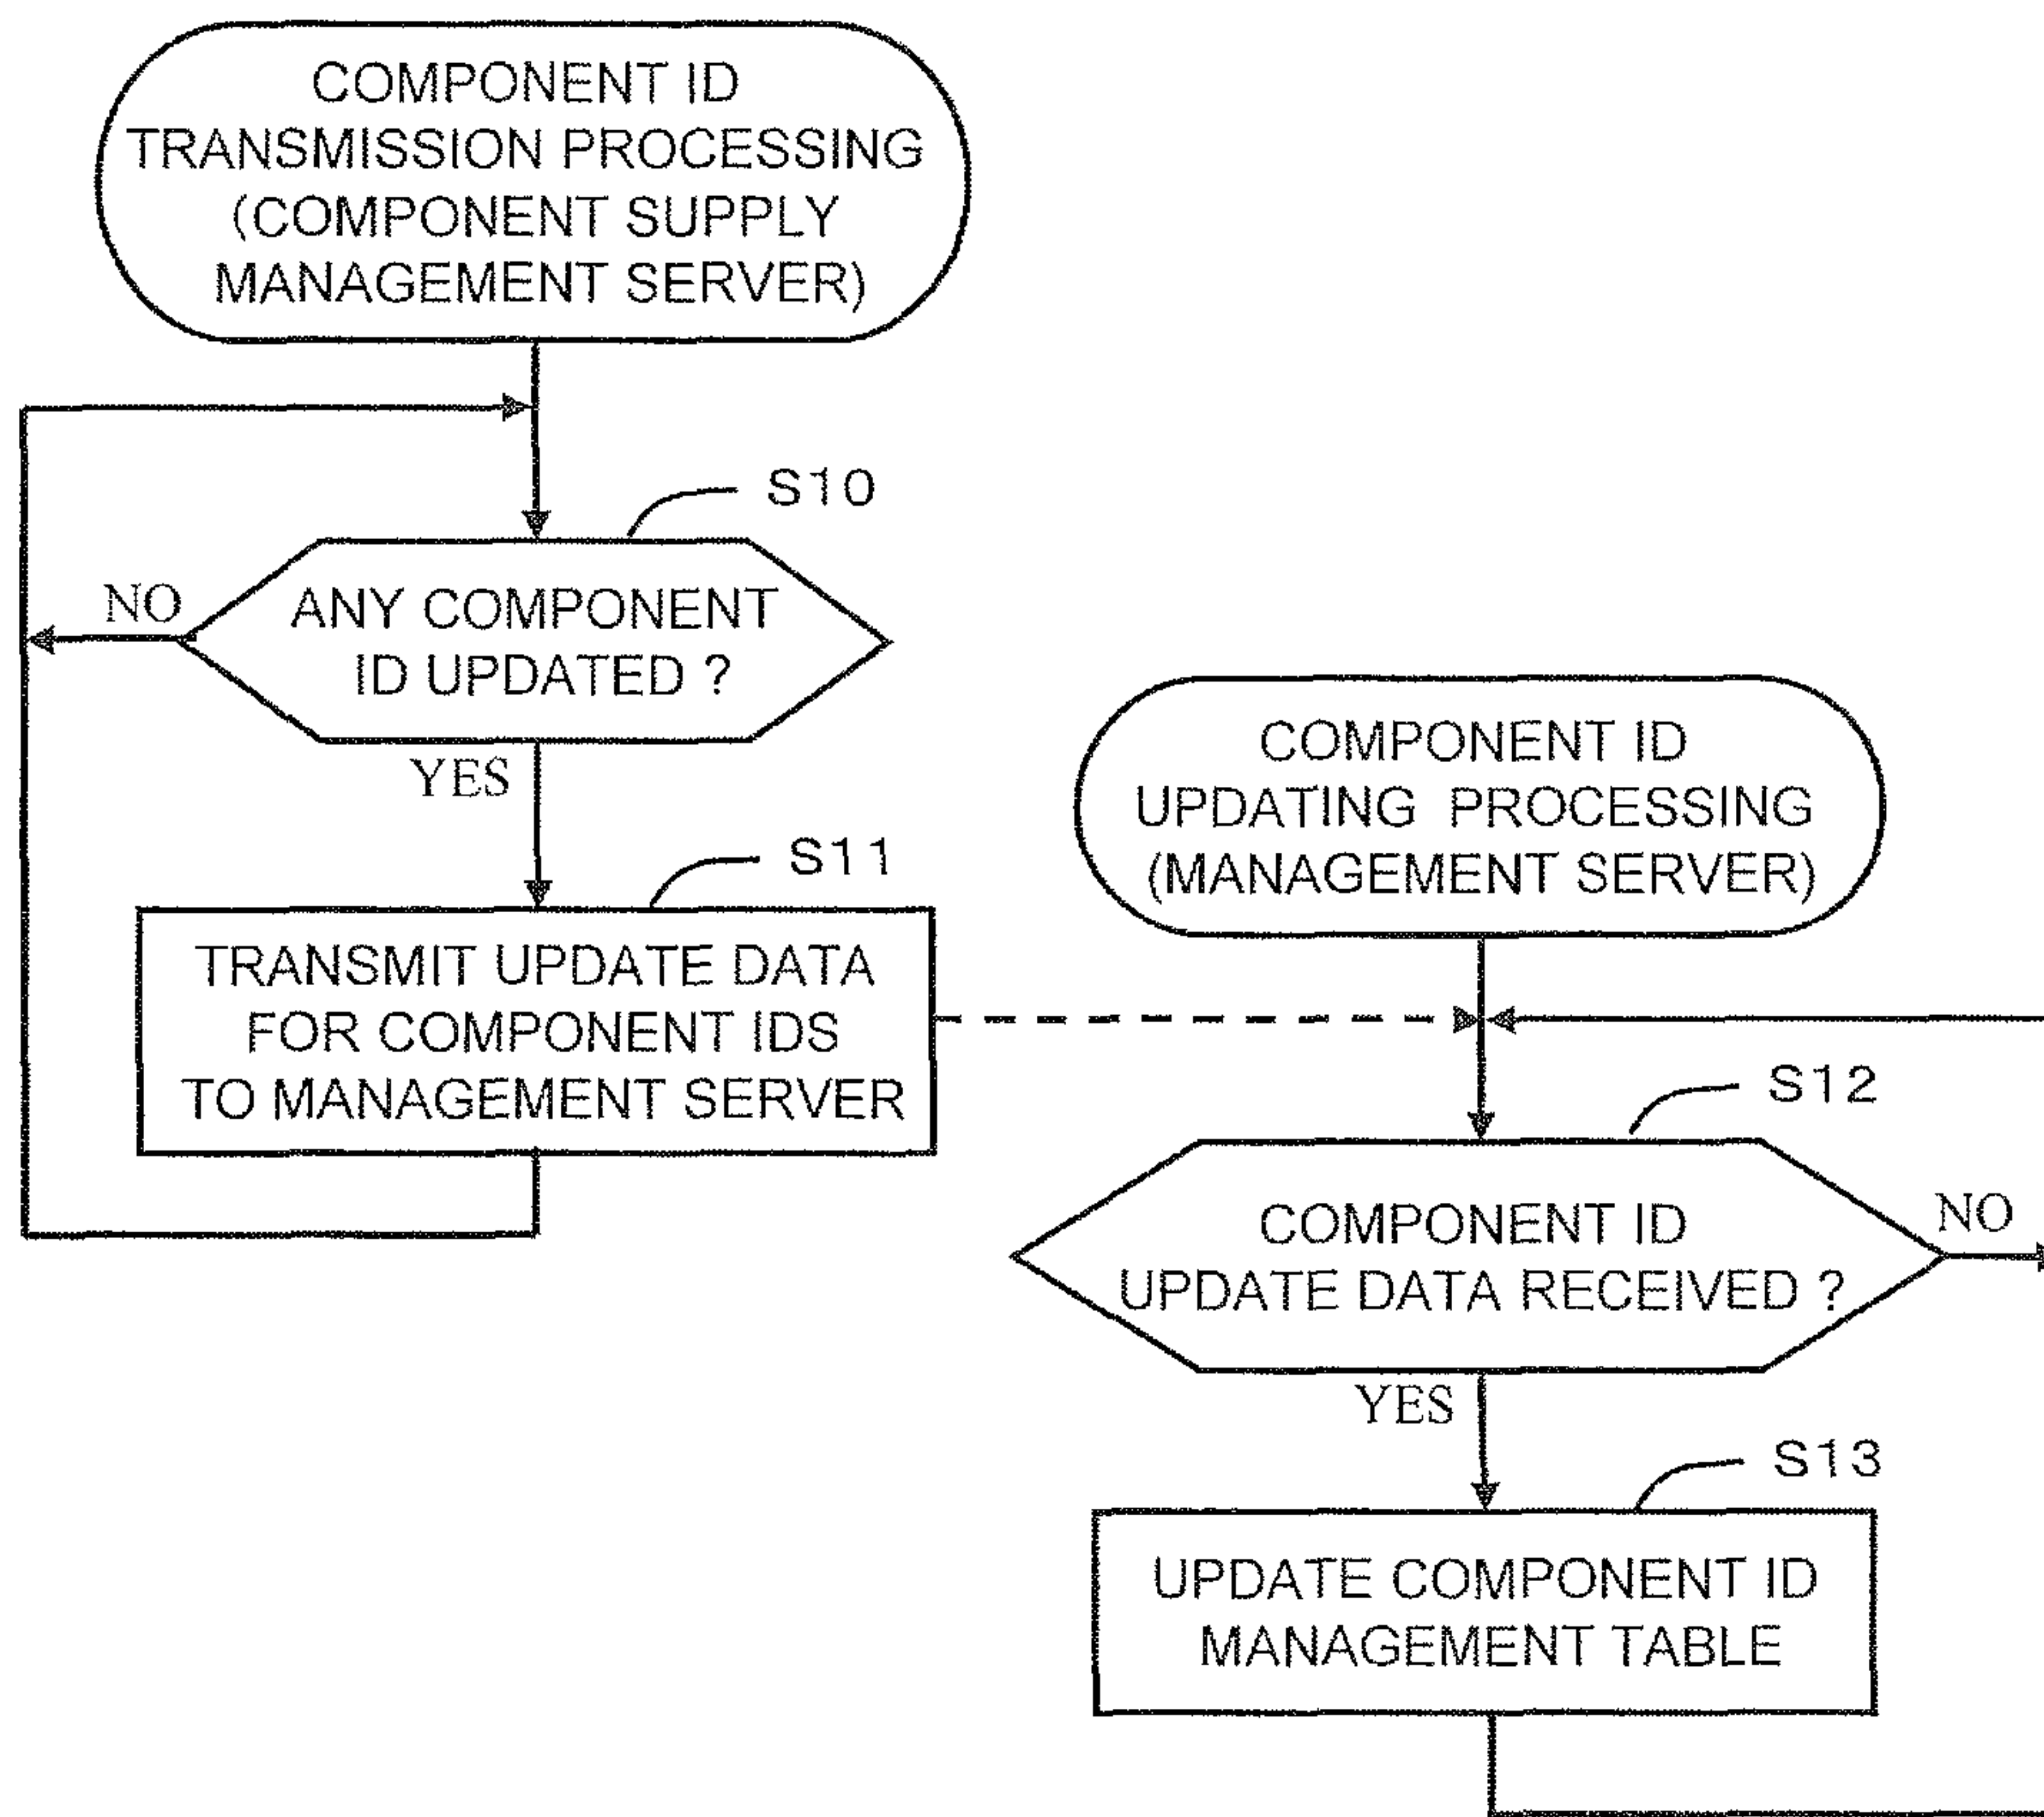 COMPONENT ID
TRANSMISSION PROCESSING
(COMPONENT SUPPLY
MANAGEMENT SERVER)
S10
NO
ANY COMPONENT
ID UPDATED ?
YES
S11
TRANSMIT UPDATE DATA
FOR COMPONENT IDS
TO MANAGEMENT SERVER
COMPONENT ID
UPDATING PROCESSING
(MANAGEMENT SERVER)
S12
COMPONENT ID
UPDATE DATA RECEIVED ?
NO
YES
S13
UPDATE COMPONENT ID
MANAGEMENT TABLE